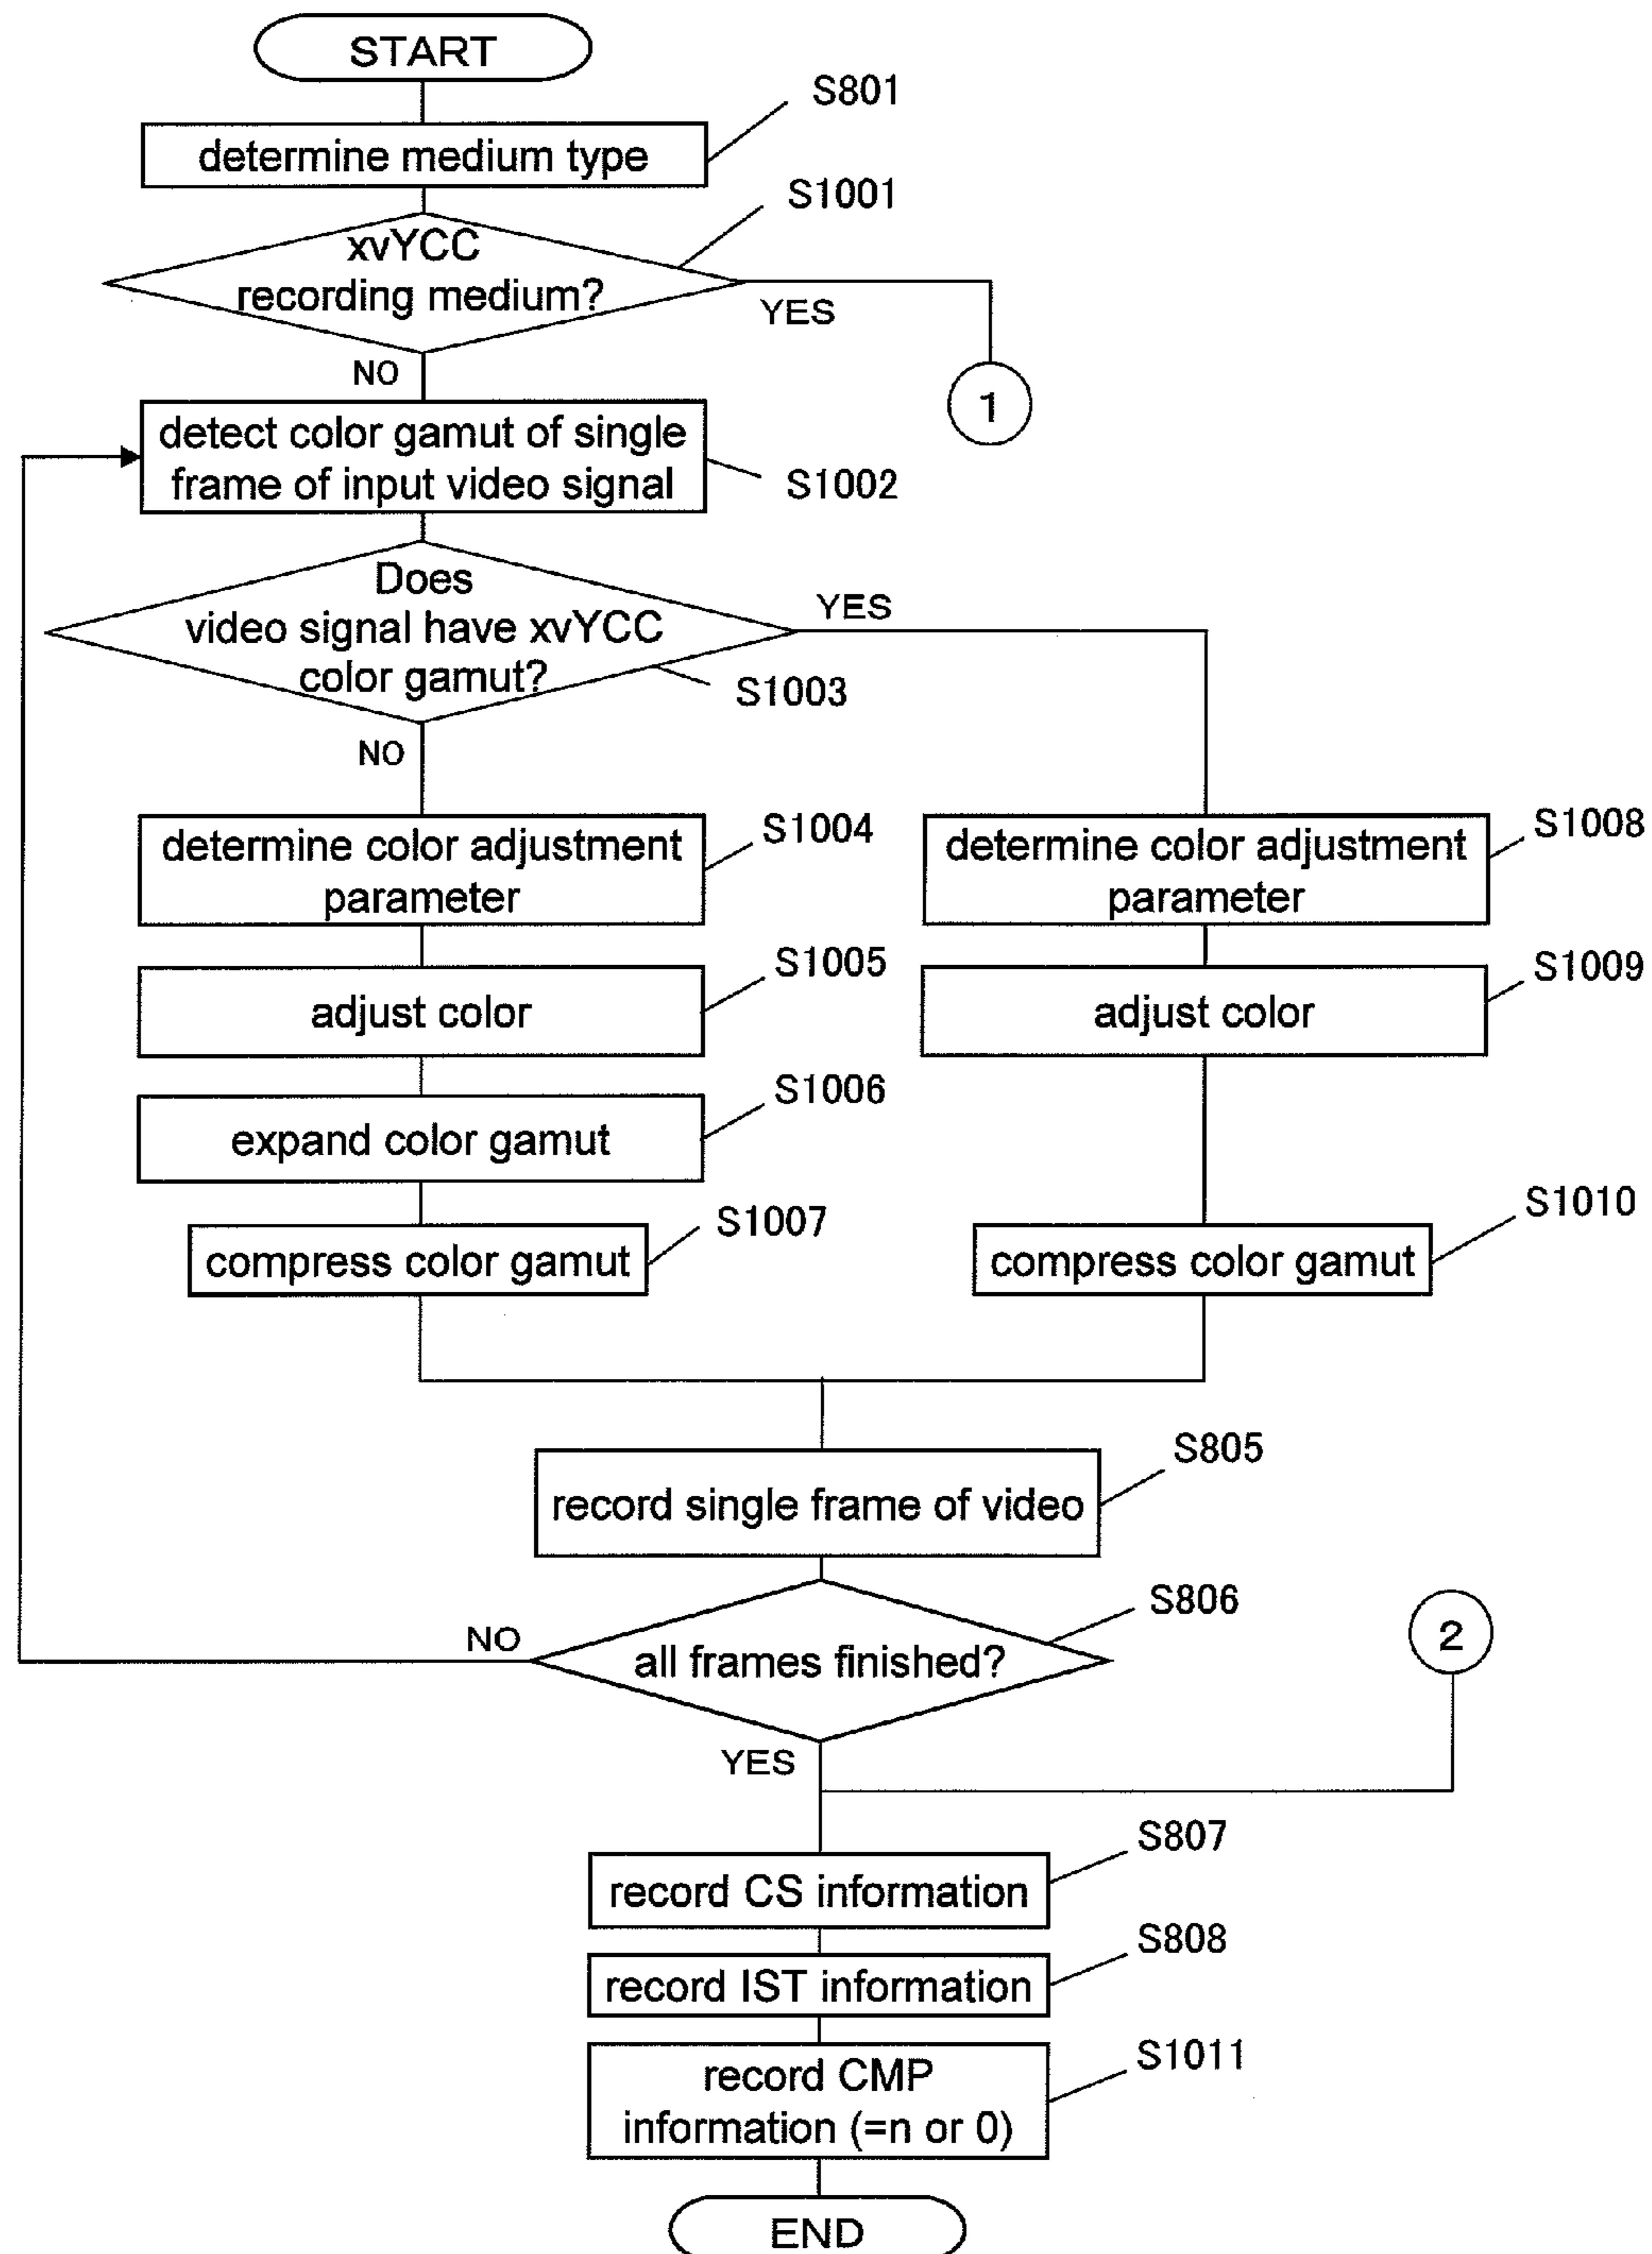 START
S801
determine medium type
S1001
xvYCC
recording medium?
YES
NO
1
detect color gamut of single
frame of input video signal
S1002
Does
video signal have xvYCC
color gamut?
YES
S1003
NO
determine color adjustment
parameter
S1004
determine color adjustment
parameter
S1008
adjust color
S1005
adjust color
S1009
expand color gamut
S1006
compress color gamut
S1007
compress color gamut
S1010
record single frame of video
S805
all frames finished?
S806
NO
2
YES
record CS information
S807
record IST information
S808
record CMP
information (=n or 0)
S1011
END